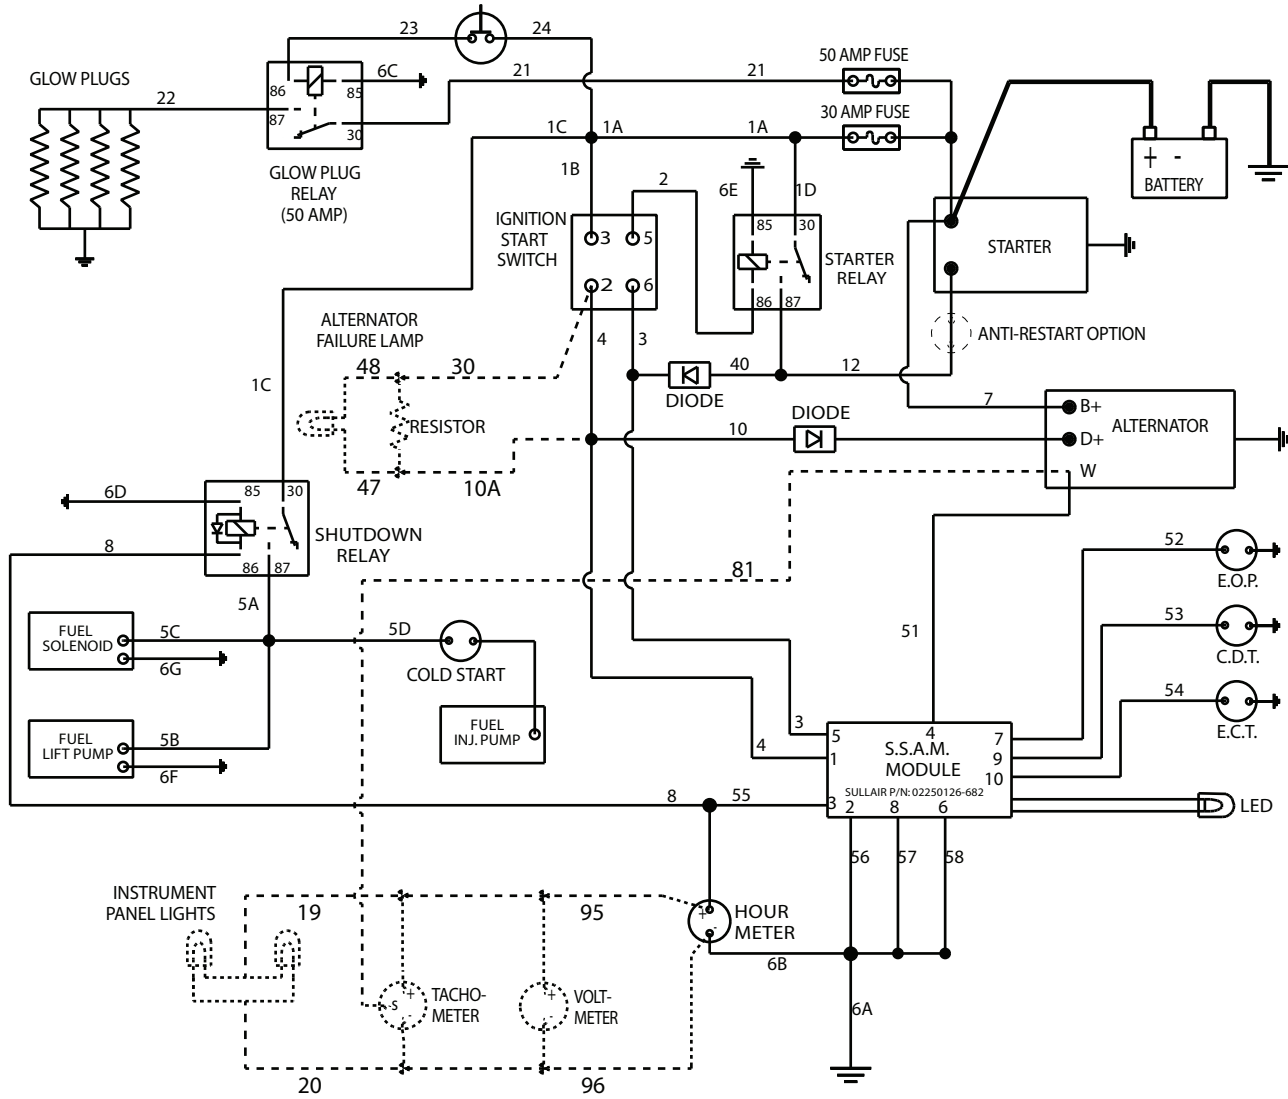 23
24
50 AMP FUSE
GLOW PLUGS
6C
21
21
86
85
22
87
30
30 AMP FUSE
1C
1A
1A
+ -
BATTERY
GLOW PLUG
RELAY
(50 AMP)
1B
2
6E
1D
IGNITION
START
SWITCH
3
5
85
30
STARTER
STARTER
RELAY
2
6
86
87
ALTERNATOR
FAILURE LAMP
4
3
ANTI-RESTART OPTION
48
30
40
12
1C
DIODE
7
B+
ALTERNATOR
DIODE
RESISTOR
10
D+
W
47
10A
6D
85
30
SHUTDOWN
RELAY
8
52
86
87
81
E.O.P.
5A
53
FUEL
SOLENOID
5C
5D
51
6G
C.D.T.
COLD START
54
FUEL
LIFT PUMP
5B
6F
FUEL
INJ. PUMP
3
5
4
7
E.C.T.
4
1
S.S.A.M.
MODULE
9
10
SULLAIR P/N: 02250126-682
8
55
3
2
8
6
LED
56
57
58
INSTRUMENT
PANEL LIGHTS
19
95
+
-
HOUR
METER
6B
S
+
-
TACHO-
METER
+
-
VOLT-
METER
6A
20
96